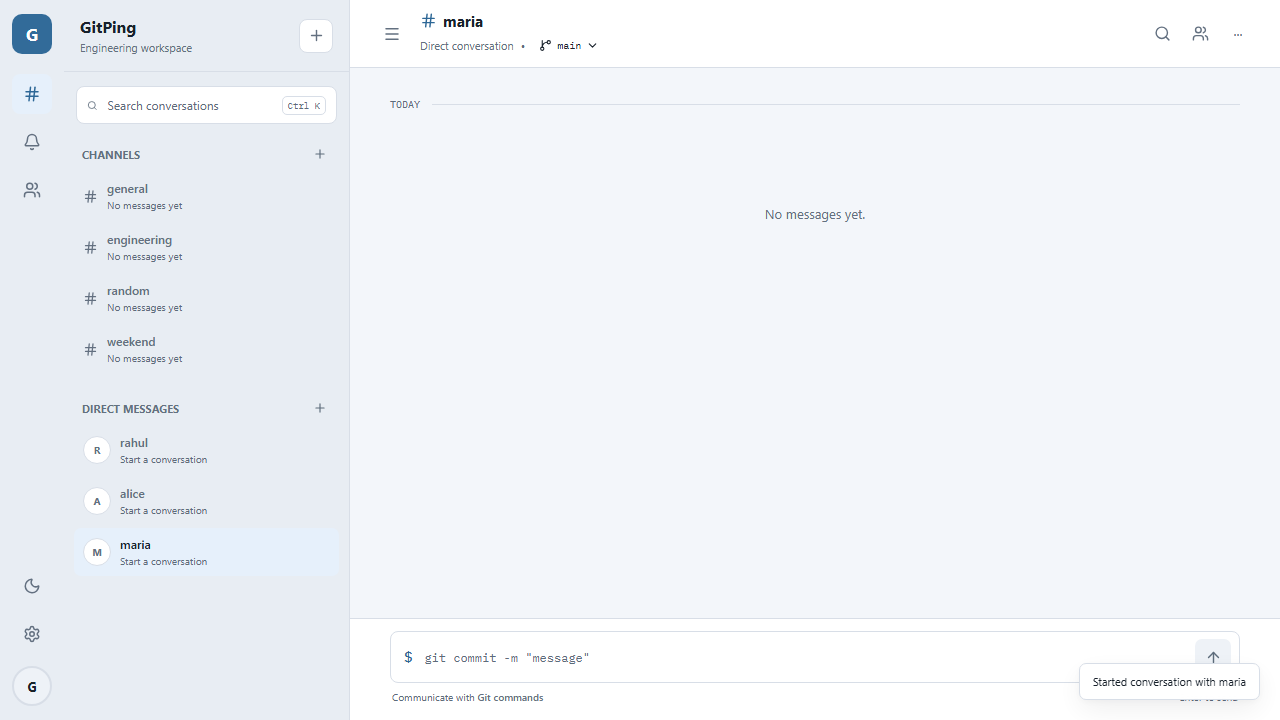 G
GitPing
Engineering workspace
Search conversations
Ctrl K
CHANNELS
general
No messages yet
engineering
No messages yet
random
No messages yet
weekend
No messages yet
DIRECT MESSAGES
R
rahul
Start a conversation
A
alice
Start a conversation
M
maria
Start a conversation
G
# maria
Direct conversation • main
TODAY
No messages yet.
$ git commit -m "message"
Communicate with Git commands
Started conversation with maria